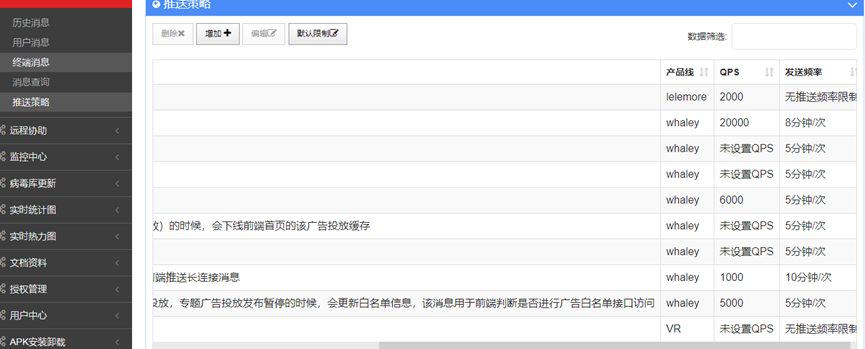 推送策略
历史消息
用户消息
终端消息
消息查询
推送策略
远程协助
监控中心
病毒库更新
实时统计图
实时热力图
文档资料
授权管理
用户中心
APK安装卸载
删除 增加 编辑 默认限制 数据筛选:
产品线 QPS 发送频率
lelemore 2000 无推送频率限制
whaley 20000 8分钟/次
whaley 未设置QPS 5分钟/次
whaley 未设置QPS 5分钟/次
whaley 6000 5分钟/次
）的时候，会下线前端首页的该广告投放缓存 whaley 未设置QPS 5分钟/次
whaley 未设置QPS 5分钟/次
端推送长连接消息 whaley 1000 10分钟/次
放，专题广告投放发布暂停的时候，会更新白名单信息，该消息用于前端判断是否进行广告白名单接口访问 whaley 5000 5分钟/次
VR 未设置QPS 无推送频率限制